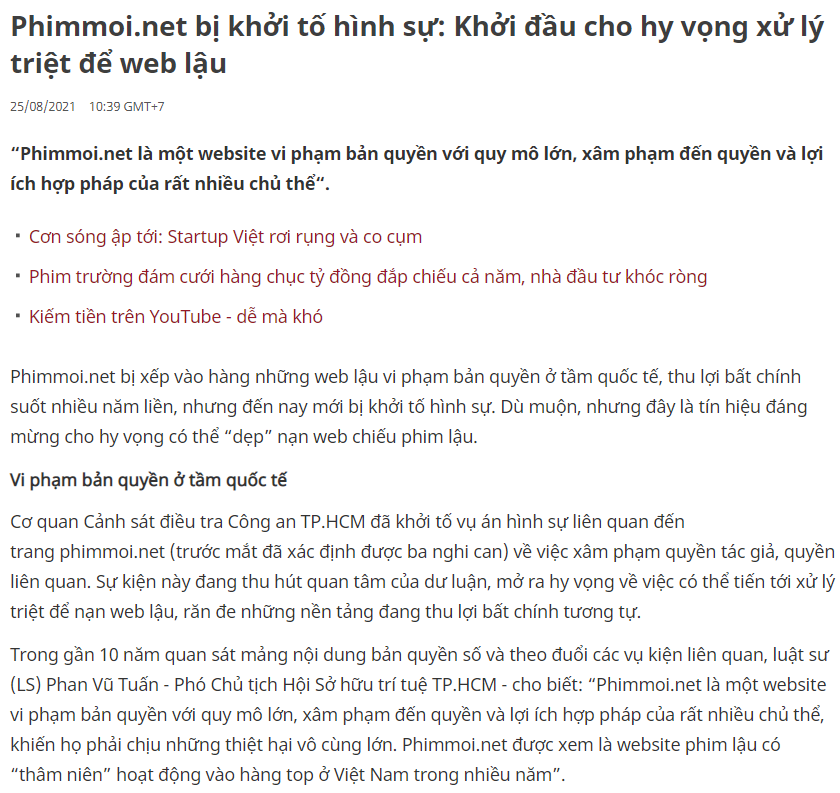 Phimmoi.net bị khởi tố hình sự: Khởi đầu cho hy vọng xử lý
triệt để web lậu
25/08/2021 10:39 GMT+7
“Phimmoi.net là một website vi phạm bản quyền với quy mô lớn, xâm phạm đến quyền và lợi
ích hợp pháp của rất nhiều chủ thể“.
▪ Cơn sóng ập tới: Startup Việt rơi rụng và co cụm
▪ Phim trường đám cưới hàng chục tỷ đồng đắp chiếu cả năm, nhà đầu tư khóc ròng
▪ Kiếm tiền trên YouTube - dễ mà khó
Phimmoi.net bị xếp vào hàng những web lậu vi phạm bản quyền ở tầm quốc tế, thu lợi bất chính
suốt nhiều năm liền, nhưng đến nay mới bị khởi tố hình sự. Dù muộn, nhưng đây là tín hiệu đáng
mừng cho hy vọng có thể “dẹp” nạn web chiếu phim lậu.
Vi phạm bản quyền ở tầm quốc tế
Cơ quan Cảnh sát điều tra Công an TP.HCM đã khởi tố vụ án hình sự liên quan đến
trang phimmoi.net (trước mắt đã xác định được ba nghi can) về việc xâm phạm quyền tác giả, quyền
liên quan. Sự kiện này đang thu hút quan tâm của dư luận, mở ra hy vọng về việc có thể tiến tới xử lý
triệt để nạn web lậu, răn đe những nền tảng đang thu lợi bất chính tương tự.
Trong gần 10 năm quan sát mảng nội dung bản quyền số và theo đuổi các vụ kiện liên quan, luật sư
(LS) Phan Vũ Tuấn - Phó Chủ tịch Hội Sở hữu trí tuệ TP.HCM - cho biết: “Phimmoi.net là một website
vi phạm bản quyền với quy mô lớn, xâm phạm đến quyền và lợi ích hợp pháp của rất nhiều chủ thể,
khiến họ phải chịu những thiệt hại vô cùng lớn. Phimmoi.net được xem là website phim lậu có
“thâm niên” hoạt động vào hàng top ở Việt Nam trong nhiều năm”.